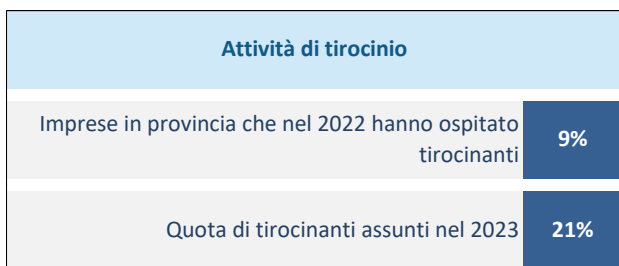 Attività di tirocinio
Imprese in provincia che nel 2022 hanno ospitato
tirocinanti
9%
Quota di tirocinanti assunti nel 2023
21%